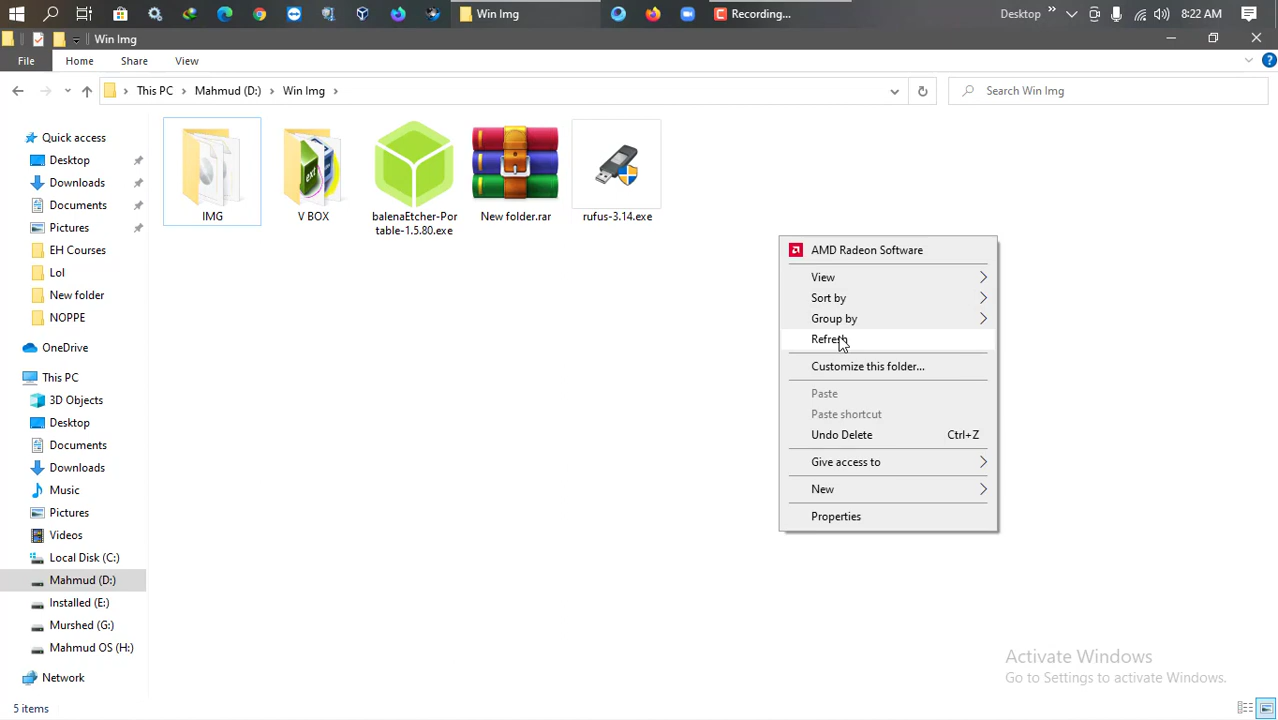 Win Img
Recording...
Desktop
8:22 AM
Win Img
File
Home
Share
View
This PC
Mahmud (D:)
Win Img
Search Win Img
Quick access
Desktop
Downloads
Documents
Pictures
EH Courses
Lol
New folder
NOPPE
OneDrive
This PC
3D Objects
Desktop
Documents
Downloads
Music
Pictures
Videos
Local Disk (C:)
Mahmud (D:)
Installed (E:)
Murshed (G:)
Mahmud OS (H:)
Network
IMG
V BOX
balenaEtcher-Por
table-1.5.80.exe
New folder.rar
rufus-3.14.exe
AMD Radeon Software
View
Sort by
Group by
Refresh
Customize this folder...
Paste
Paste shortcut
Undo Delete Ctrl+Z
Give access to
New
Properties
Activate Windows
Go to Settings to activate Windows.
5 items